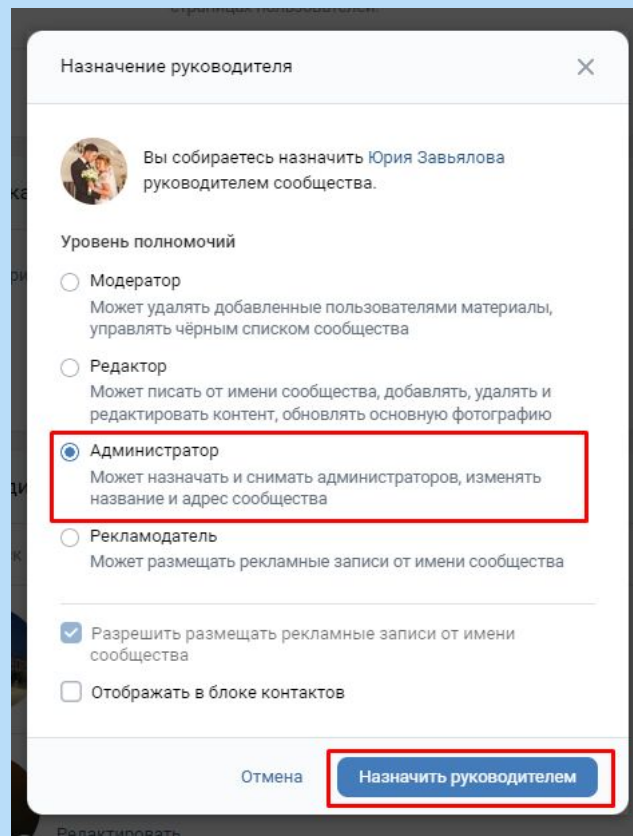 страницах пользователей.
Назначение руководителя
Вы собираетесь назначить Юрия Завьялова
руководителем сообщества.
Уровень полномочий
Модератор
Может удалять добавленные пользователями материалы,
управлять чёрным списком сообщества
Редактор
Может писать от имени сообщества, добавлять, удалять и
редактировать контент, обновлять основную фотографию
Администратор
Может назначать и снимать администраторов, изменять
название и адрес сообщества
Рекламодатель
Может размещать рекламные записи от имени сообщества
Разрешить размещать рекламные записи от имени
сообщества
Отображать в блоке контактов
Отмена
Назначить руководителем
Редактировать